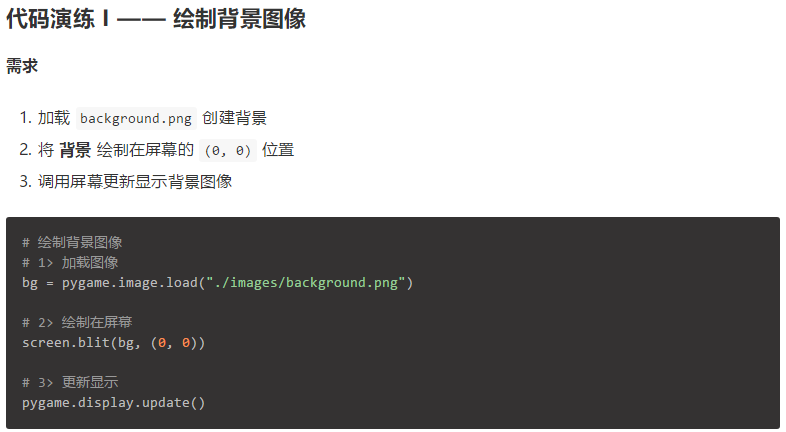 代码演练 I —— 绘制背景图像
需求
1. 加载 background.png 创建背景
2. 将 背景 绘制在屏幕的 (0, 0) 位置
3. 调用屏幕更新显示背景图像
# 绘制背景图像
# 1> 加载图像
bg = pygame.image.load("./images/background.png")
# 2> 绘制在屏幕
screen.blit(bg, (0, 0))
# 3> 更新显示
pygame.display.update()